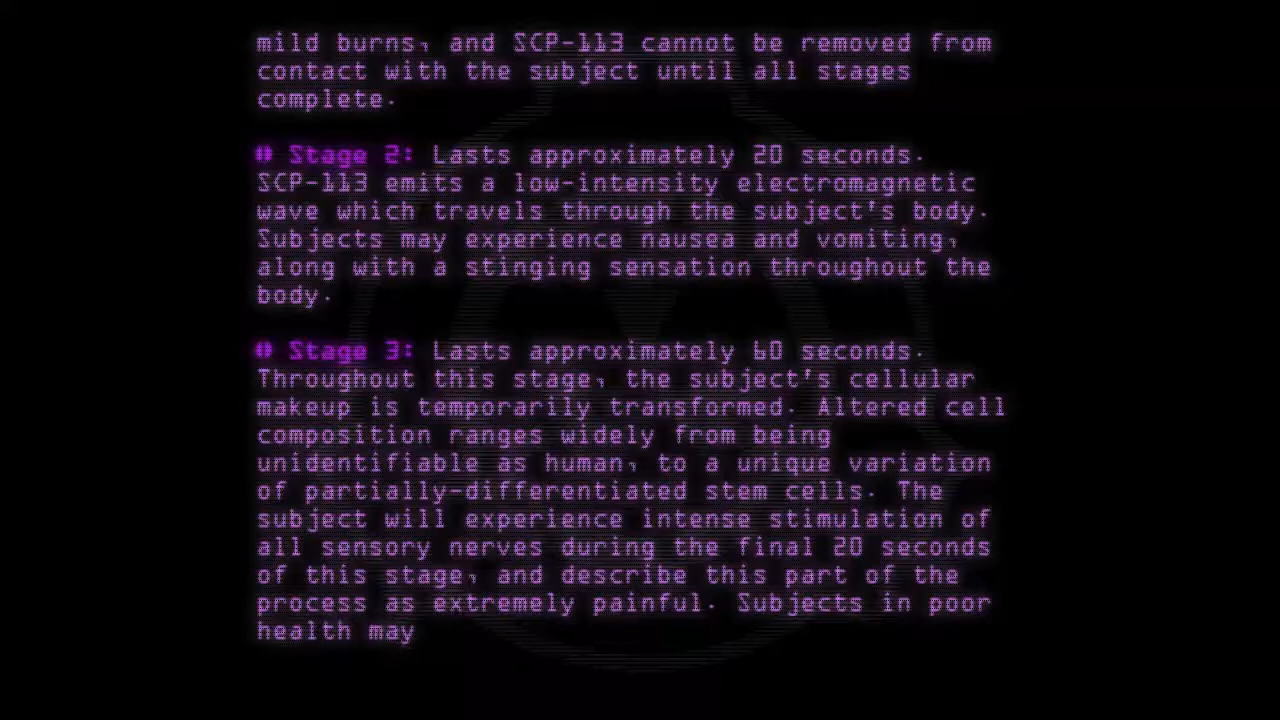 mild burns, and SCP-113 cannot be removed from
contact with the subject until all stages
complete.
# Stage 2: Lasts approximately 20 seconds.
SCP-113 emits a low-intensity electromagnetic
wave which travels through the subject's body.
Subjects may experience nausea and vomiting,
along with a stinging sensation throughout the
body.
# Stage 3: Lasts approximately 60 seconds.
Throughout this stage, the subject's cellular
makeup is temporarily transformed. Altered cell
composition ranges widely from being
unidentifiable as human, to a unique variation
of partially-differentiated stem cells. The
subject will experience intense stimulation of
all sensory nerves during the final 20 seconds
of this stage, and describe this part of the
process as extremely painful. Subjects in poor
health may